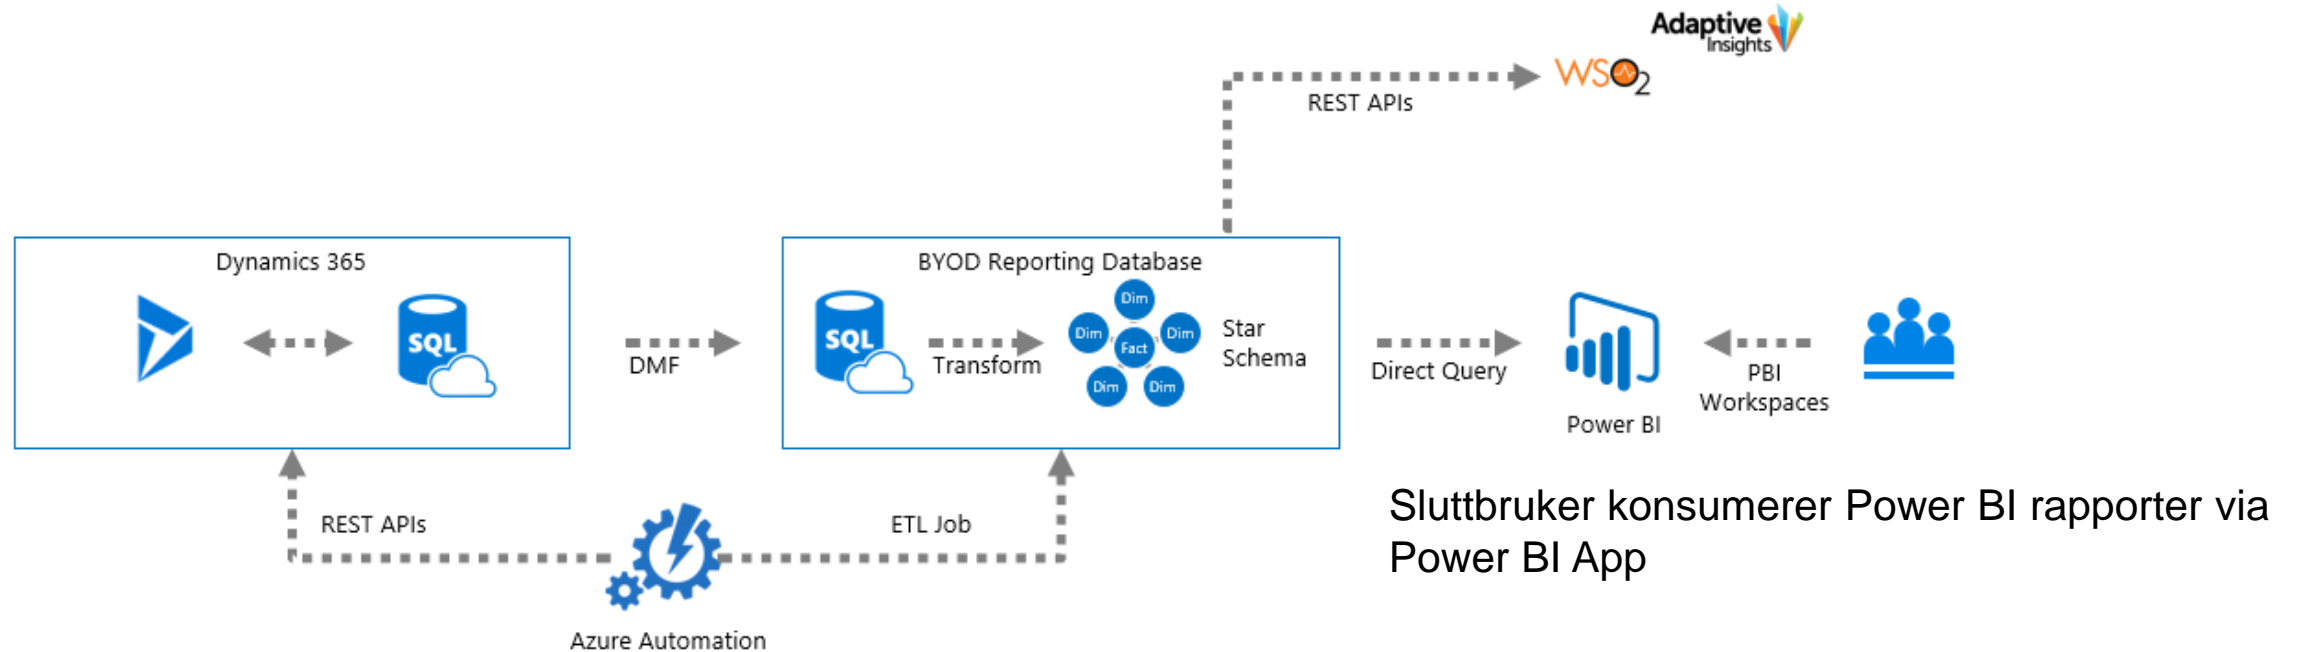 Adaptive
Insights
WSO2
REST APIs
Dynamics 365
BYOD Reporting Database
SQL
DMF
SQL
Transform
Dim
Dim
Dim
Fact
Dim
Dim
Star
Schema
Direct Query
Power BI
PBI
Workspaces
REST APIs
ETL Job
Azure Automation
Sluttbruker konsumerer Power BI rapporter via
Power BI App